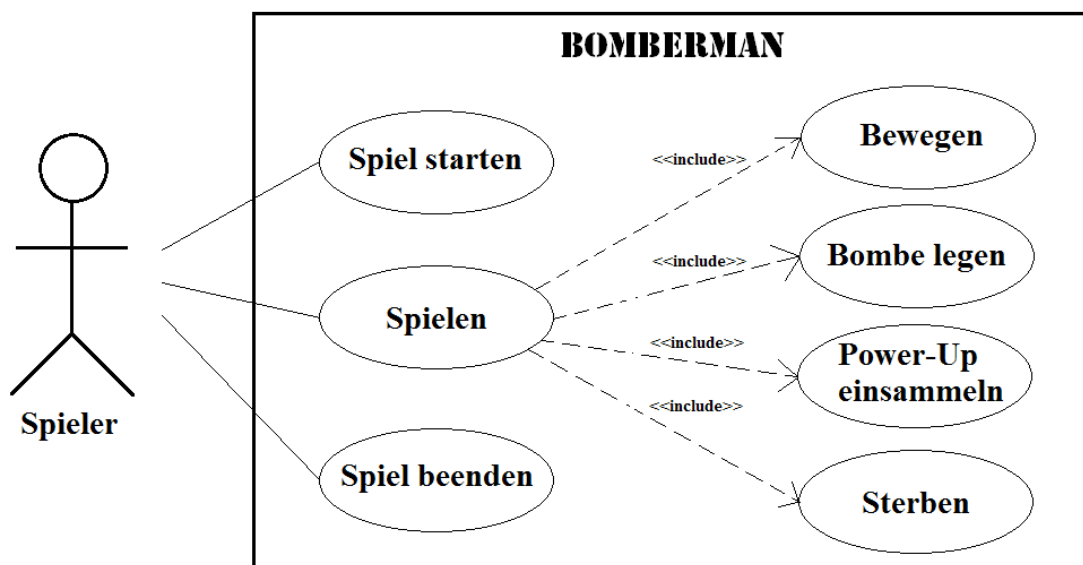 BOMBERMAN
Spiel starten
Spielen
Spiel beenden
Spieler
<<include>>
<<include>>
<<include>>
<<include>>
Bewegen
Bombe legen
Power-Up
einsammeln
Sterben